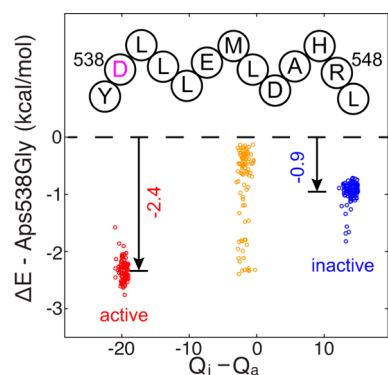 538 Y D L L L E M L D A H R L 548
ΔE - Aps538Gly (kcal/mol)
0
-1
-2
-3
-2.4
-0.9
active
inactive
-20 -10 0 10
Qᵢ –Qₐ